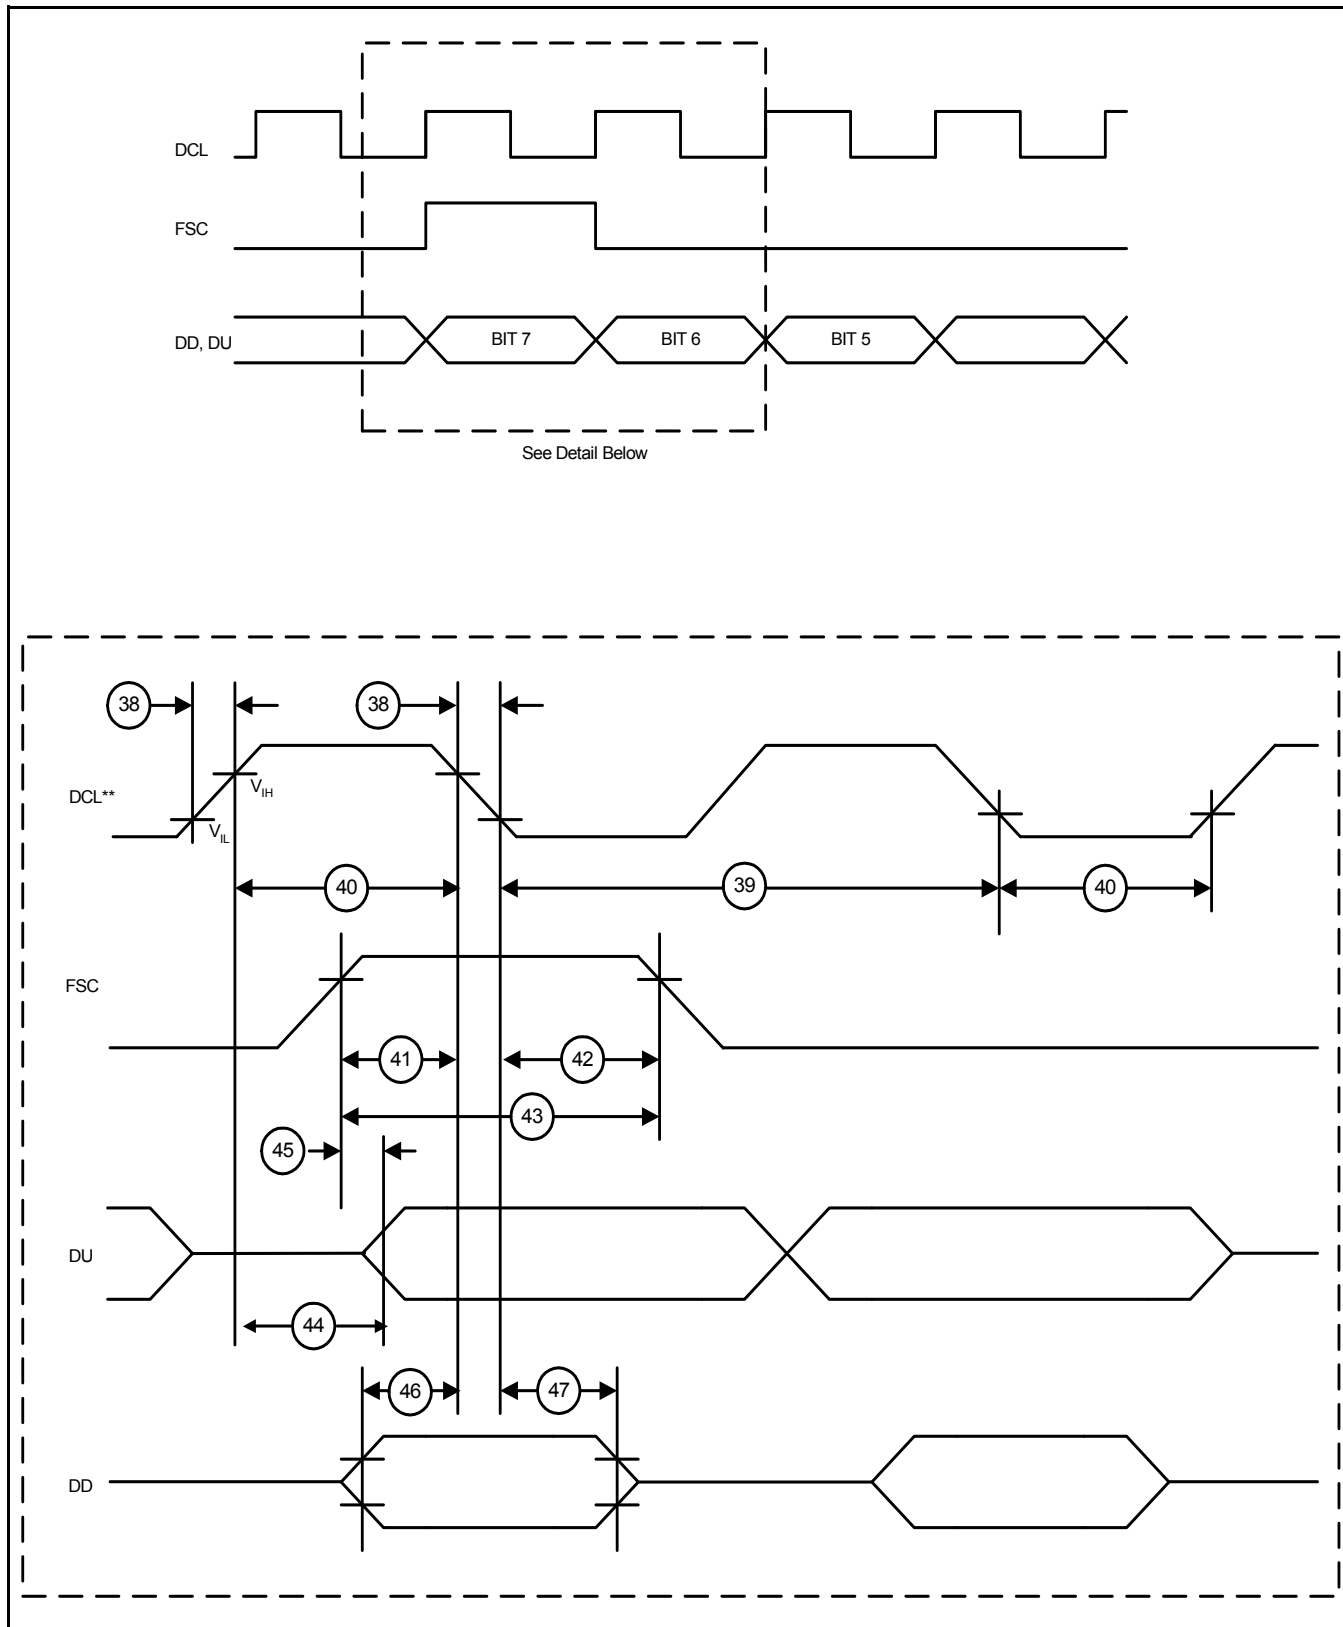 DCL
FSC
DD, DU
BIT 7
BIT 6
BIT 5
See Detail Below
38
38
DCL**
VIH
VIL
40
39
40
FSC
41
42
43
45
DU
44
46
47
DD